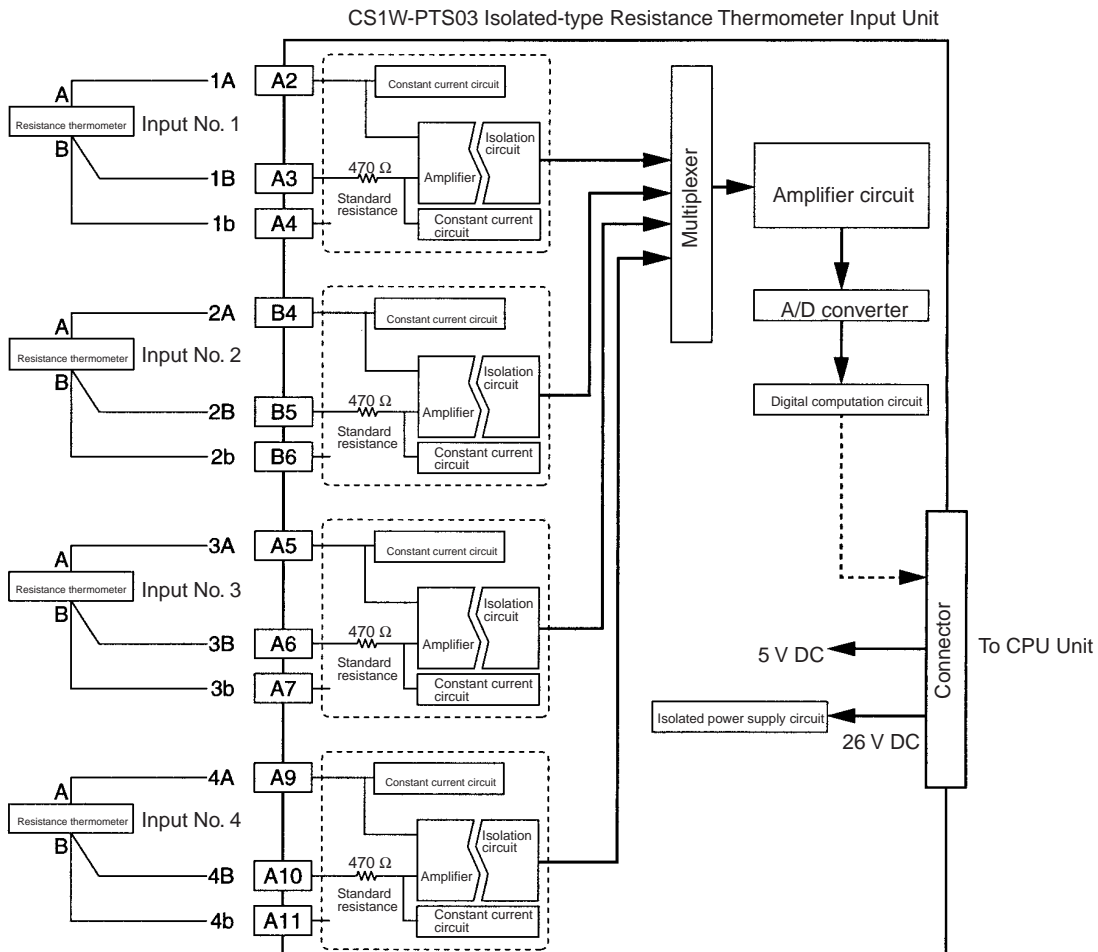 CS1W-PTS03 Isolated-type Resistance Thermometer Input Unit
A
Resistance thermometer
Input No. 1
B
1A
A2
1B
A3
1b
A4
Constant current circuit
470 Ω
Standard
resistance
Amplifier
Isolation
circuit
Constant current
circuit
A
Resistance thermometer
Input No. 2
B
2A
B4
2B
B5
2b
B6
Constant current circuit
470 Ω
Standard
resistance
Amplifier
Isolation
circuit
Constant current
circuit
A
Resistance thermometer
Input No. 3
B
3A
A5
3B
A6
3b
A7
Constant current circuit
470 Ω
Standard
resistance
Amplifier
Isolation
circuit
Constant current
circuit
A
Resistance thermometer
Input No. 4
B
4A
A9
4B
A10
4b
A11
Constant current circuit
470 Ω
Standard
resistance
Amplifier
Isolation
circuit
Constant current
circuit
Multiplexer
Amplifier circuit
A/D converter
Digital computation circuit
Connector
To CPU Unit
5 V DC
Isolated power supply circuit
26 V DC